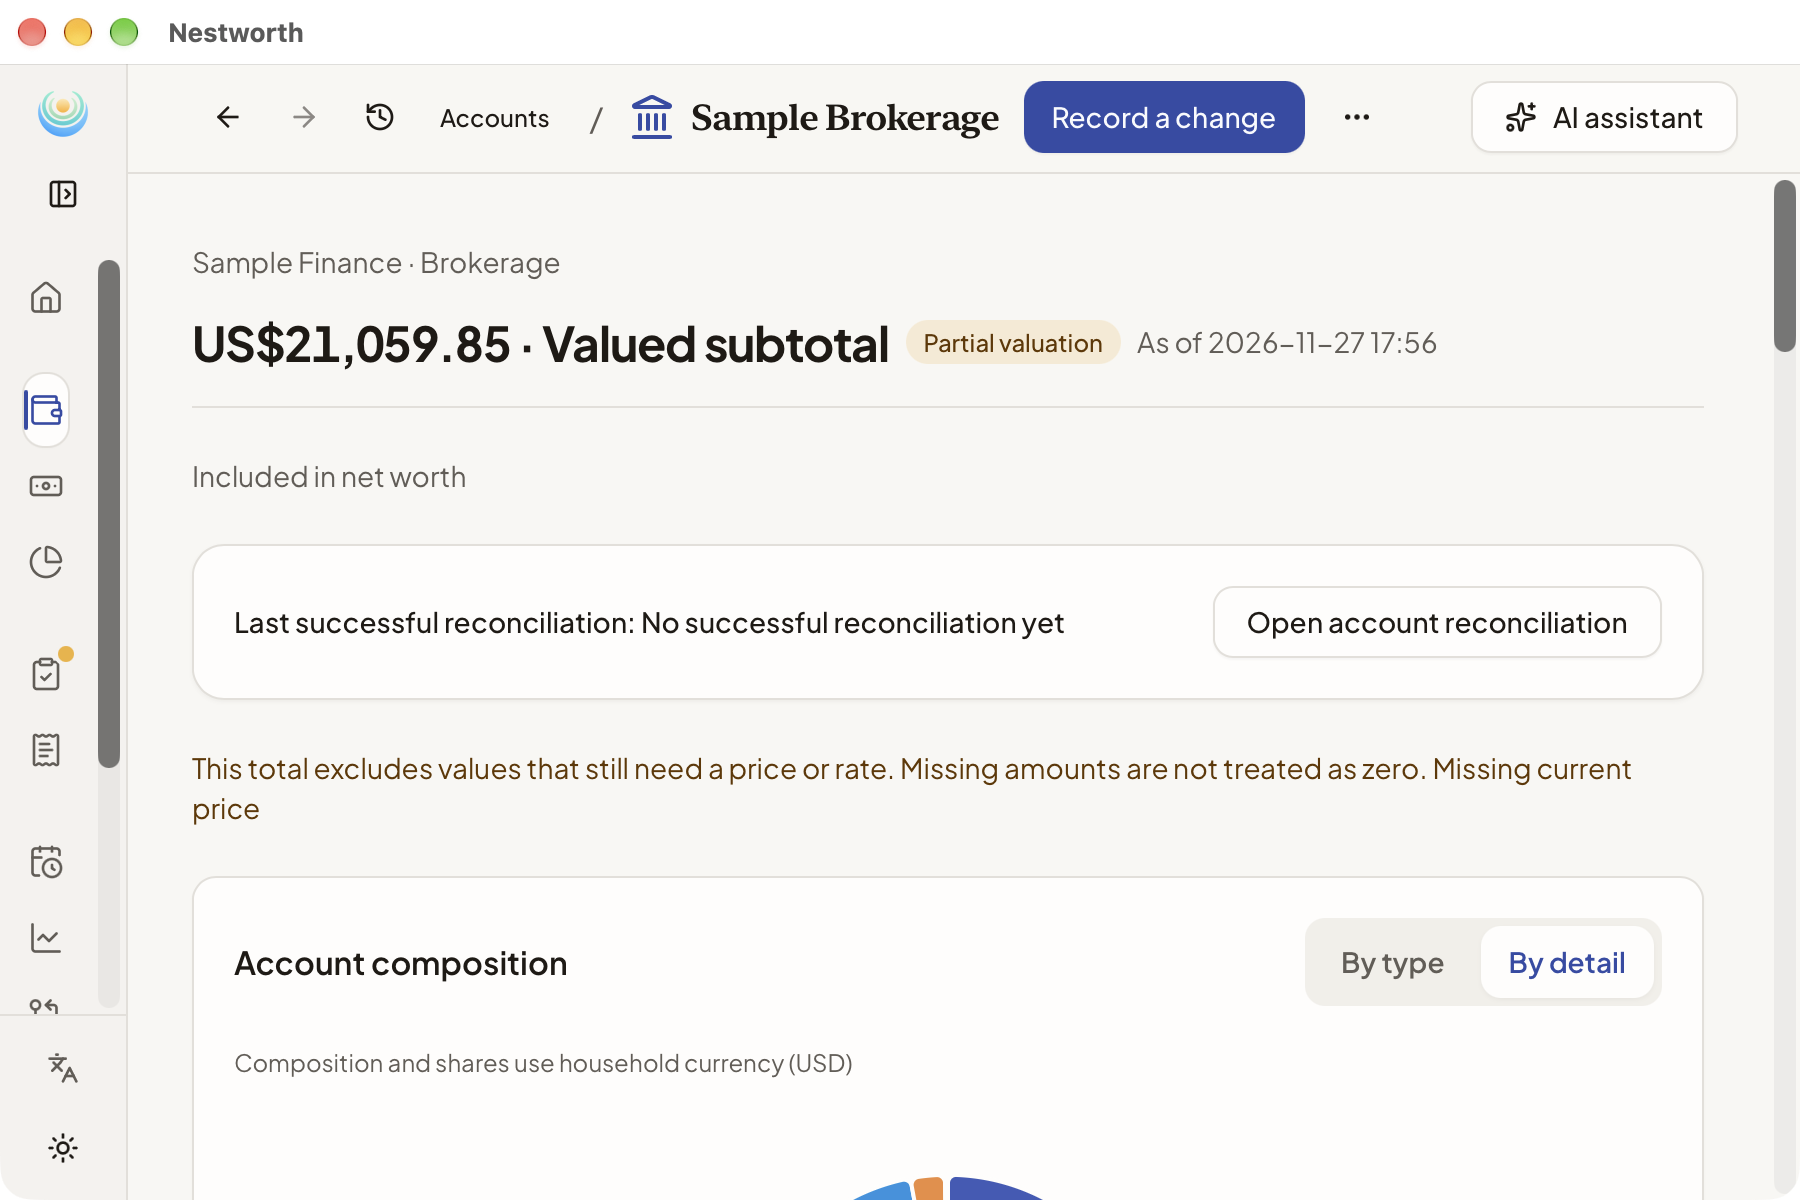 Nestworth
Accounts / Sample Brokerage
Record a change
AI assistant
Sample Finance · Brokerage
US$21,059.85 · Valued subtotal
Partial valuation
As of 2026-11-27 17:56
Included in net worth
Last successful reconciliation: No successful reconciliation yet
Open account reconciliation
This total excludes values that still need a price or rate. Missing amounts are not treated as zero. Missing current
price
Account composition
By type
By detail
Composition and shares use household currency (USD)